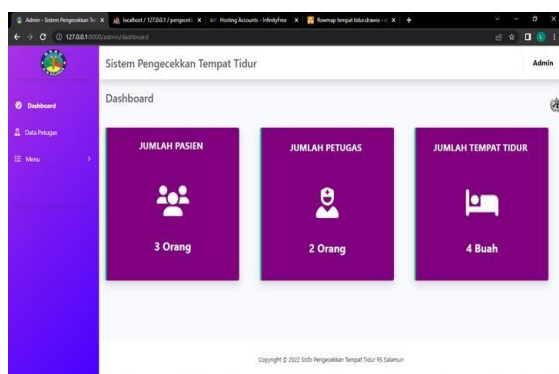 Admin - Sistem Pengecekkan Te
localhost / 127.0.0.1 / pengecek
Hosting Accounts - InfinityFree
flowmap tempat tidur.drawio - d
127.0.0.1:8000/admin/dashboard
Sistem Pengecekkan Tempat Tidur
Admin
Dashboard
Data Petugas
Menu
Dashboard
JUMLAH PASIEN
3 Orang
JUMLAH PETUGAS
2 Orang
JUMLAH TEMPAT TIDUR
4 Buah
Copyright © 2022 Sisfo Pengecekkan Tempat Tidur RS Salamun